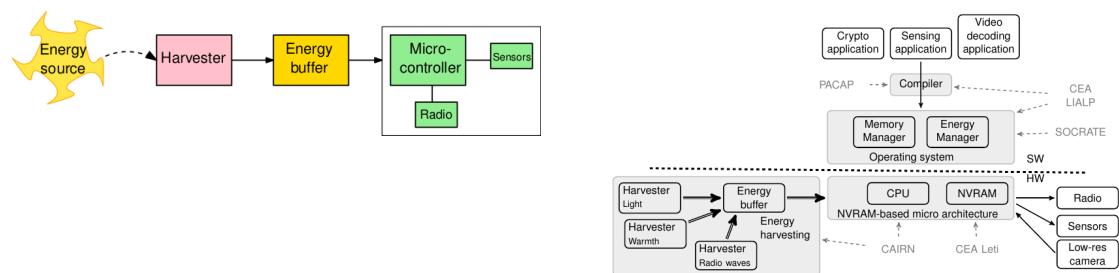 Energy
source
Harvester
Energy
buffer
Micro-
controller
Sensors
Radio
Crypto
application
Sensing
application
Video
decoding
application
PACAP
Compiler
CEA
LIALP
Memory
Manager
Energy
Manager
SOCRATE
Operating system
SW
HW
Harvester
Light
Energy
buffer
CPU
NVRAM
Radio
NVRAM-based micro architecture
Harvester
Warmth
Energy
harvesting
Sensors
Harvester
Radio waves
CAIRN
CEA Leti
Low-res
camera